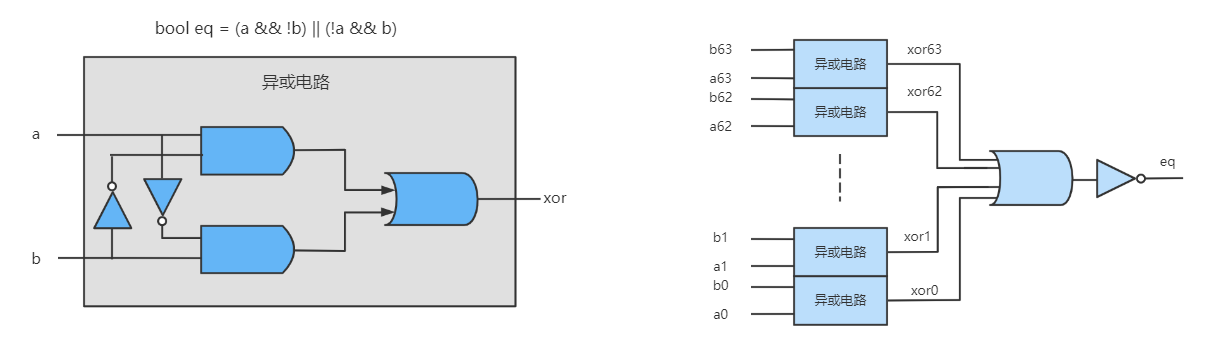 bool eq = (a && !b) || (!a && b)
异或电路
a
b
xor
b63
a63
b62
a62
b1
a1
b0
a0
异或电路
异或电路
异或电路
异或电路
xor63
xor62
xor1
xor0
eq